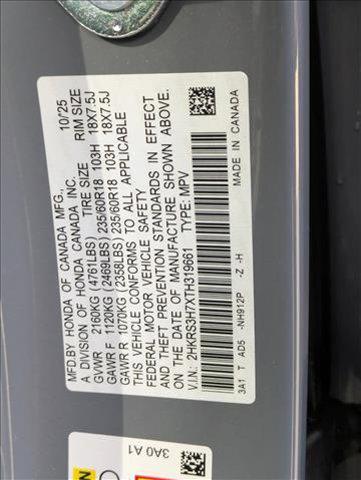 MFD.BY HONDA OF CANADA MFG., 10/25
A DIVISION OF HONDA CANADA INC.
TIRE SIZE RIM SIZE
GVWR 2160KG (4761LBS)
GAWR F 1120KG (2469LBS) 235/60R18 103H 18X7.5J
GAWR R 1070KG (2358LBS) 235/60R18 103H 18X7.5J
THIS VEHICLE CONFORMS TO ALL APPLICABLE
FEDERAL MOTOR VEHICLE SAFETY
AND THEFT PREVENTION STANDARDS IN EFFECT
ON THE DATE OF MANUFACTURE SHOWN ABOVE.
V.I.N.: 2HKRS3H7XTH319661 TYPE: MPV
3A1 T AD5 -NH912P -Z -H MADE IN CANADA
3A0 A1